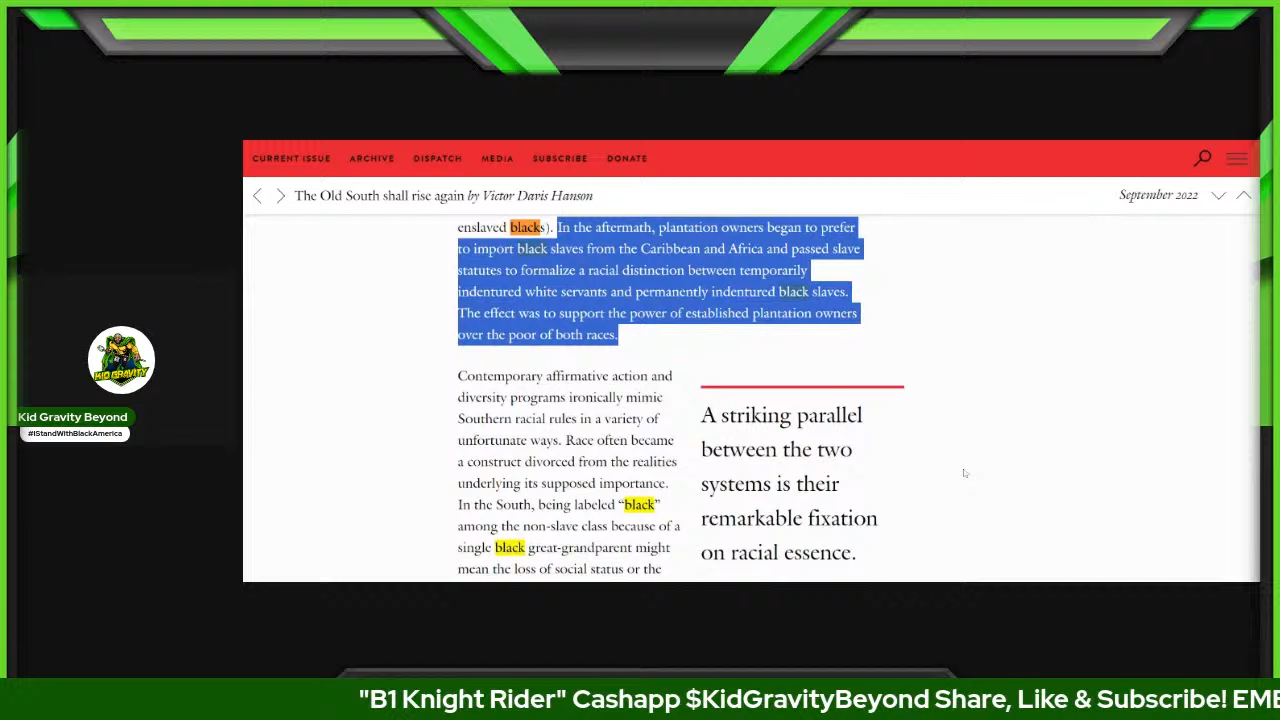 CURRENT ISSUE ARCHIVE DISPATCH MEDIA SUBSCRIBE DONATE
The Old South shall rise again by Victor Davis Hanson
September 2022
enslaved blacks). In the aftermath, plantation owners began to prefer
to import black slaves from the Caribbean and Africa and passed slave
statutes to formalize a racial distinction between temporarily
indentured white servants and permanently indentured black slaves.
The effect was to support the power of established plantation owners
over the poor of both races.
Contemporary affirmative action and
diversity programs ironically mimic
Southern racial rules in a variety of
unfortunate ways. Race often became
a construct divorced from the realities
underlying its supposed importance.
In the South, being labeled “black”
among the non-slave class because of a
single black great-grandparent might
mean the loss of social status or the
A striking parallel
between the two
systems is their
remarkable fixation
on racial essence.
KID GRAVITY
Kid Gravity Beyond
#IStandWithBlackAmerica
"B1 Knight Rider" Cashapp $KidGravityBeyond Share, Like & Subscribe! EME